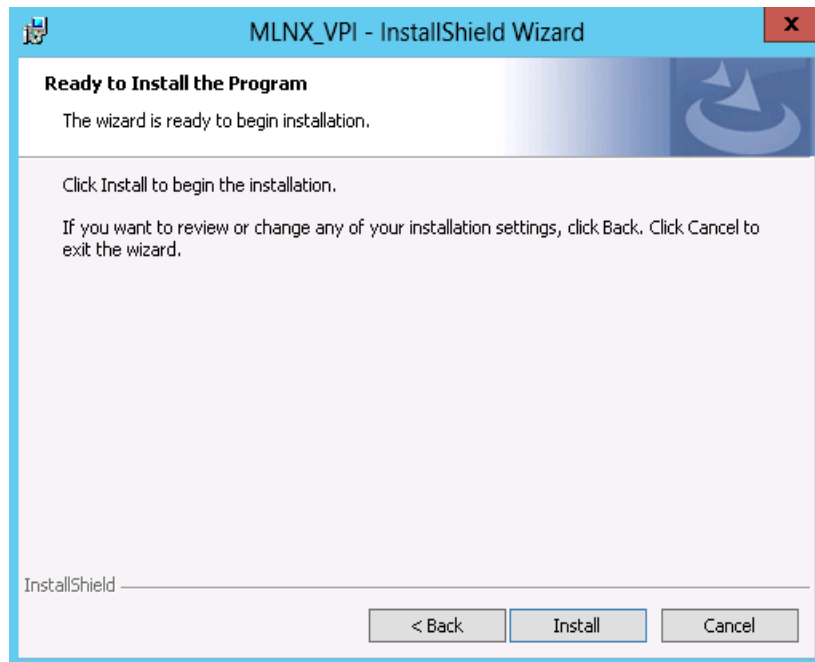 MLNX_VPI - InstallShield Wizard
x
Ready to Install the Program
The wizard is ready to begin installation.
Click Install to begin the installation.
If you want to review or change any of your installation settings, click Back. Click Cancel to
exit the wizard.
InstallShield
< Back Install Cancel